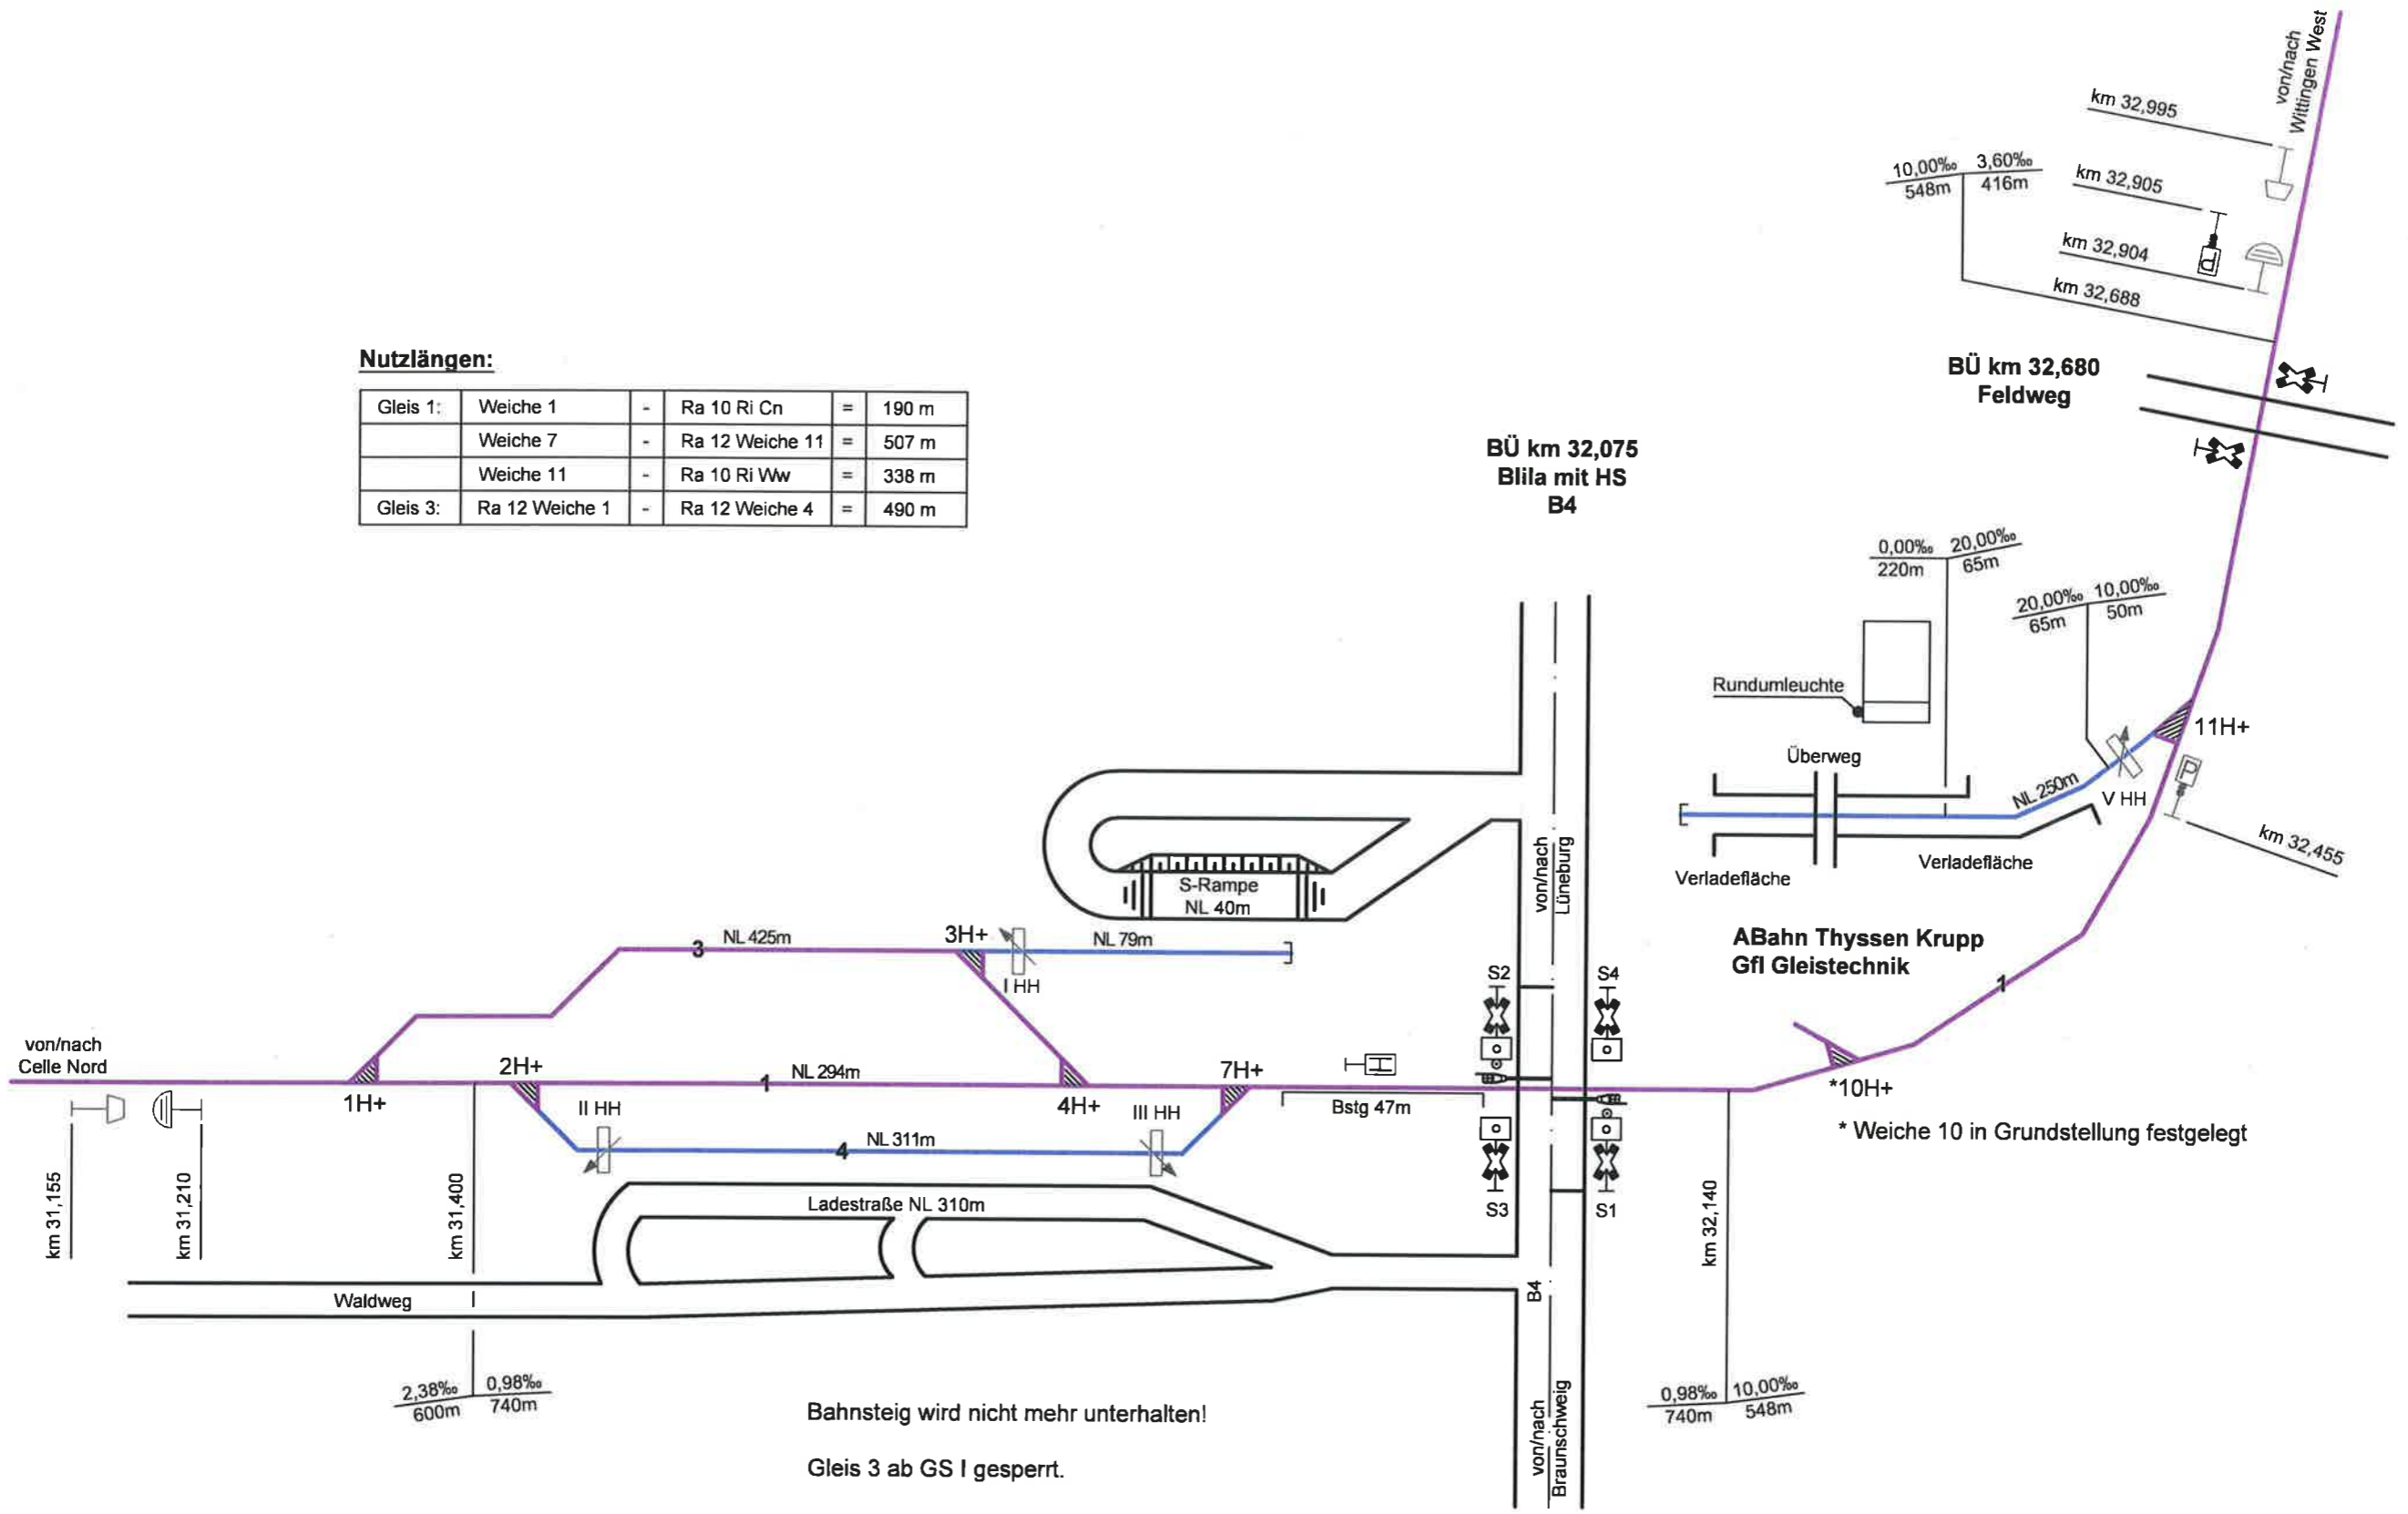 von/nach
Wittingen West
km 32,995
10,00‰ 3,60‰
548m 416m
km 32,905
km 32,904
km 32,688
Nutzlängen:
Gleis 1: Weiche 1 - Ra 10 Ri Cn = 190 m
Weiche 7 - Ra 12 Weiche 11 = 507 m
Weiche 11 - Ra 10 Ri Ww = 338 m
Gleis 3: Ra 12 Weiche 1 - Ra 12 Weiche 4 = 490 m
BÜ km 32,680
Feldweg
BÜ km 32,075
Blila mit HS
B4
0,00‰ 20,00‰
220m 65m
20,00‰ 10,00‰
65m 50m
Rundumleuchte
11H+
Überweg
NL 250m
V HH
P
km 32,455
Verladefläche
Verladefläche
von/nach
Lüneburg
S-Rampe
NL 40m
ABahn Thyssen Krupp
Gfl Gleistechnik
3
NL 425m
3H+
NL 79m
I HH
S2
S4
1
von/nach
Celle Nord
1H+
2H+
1
NL 294m
4H+
7H+
H
Bstg 47m
*10H+
* Weiche 10 in Grundstellung festgelegt
II HH
III HH
4
NL 311m
S3
S1
km 31,155
km 31,210
km 31,400
km 32,140
Ladestraße NL 310m
Waldweg
B4
2,38‰ 0,98‰
600m 740m
0,98‰ 10,00‰
740m 548m
von/nach
Braunschweig
Bahnsteig wird nicht mehr unterhalten!
Gleis 3 ab GS I gesperrt.